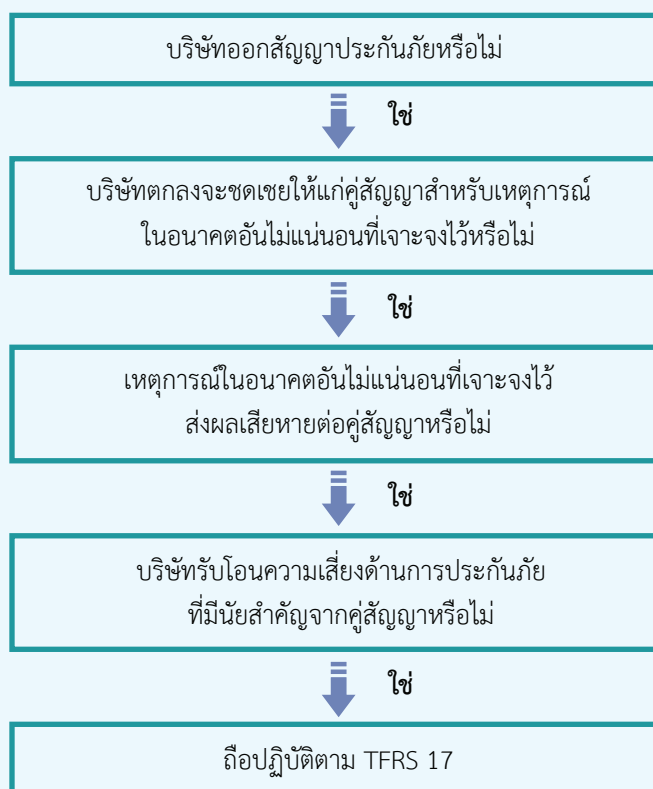 บริษัทออกสัญญาประกันภัยหรือไม่
ใช่
บริษัทตกลงจะชดเชยให้แก่คู่สัญญาสำหรับเหตุการณ์
ในอนาคตอันไม่แน่นอนที่เจาะจงไว้หรือไม่
ใช่
เหตุการณ์ในอนาคตอันไม่แน่นอนที่เจาะจงไว้
ส่งผลเสียหายต่อคู่สัญญาหรือไม่
ใช่
บริษัทรับโอนความเสี่ยงด้านการประกันภัย
ที่มีนัยสำคัญจากคู่สัญญาหรือไม่
ใช่
ถือปฏิบัติตาม TFRS 17